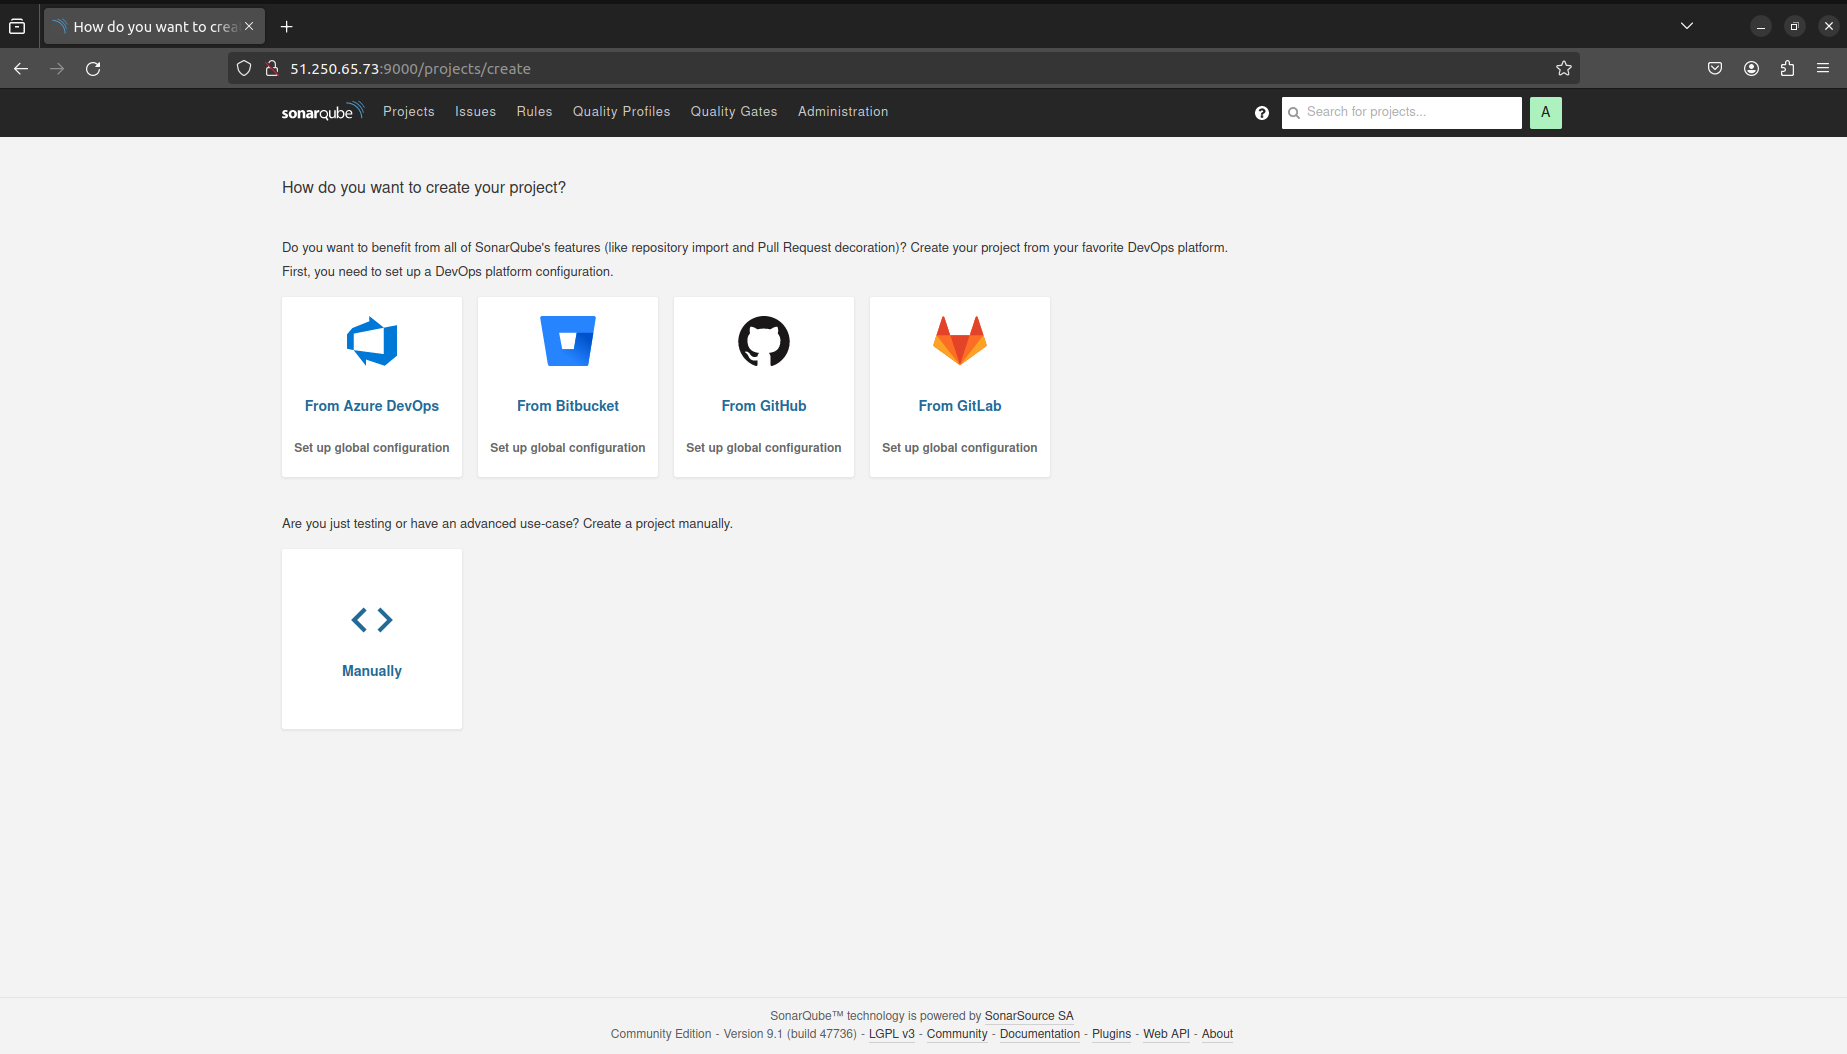 How do you want to crea
51.250.65.73:9000/projects/create
sonarqube Projects Issues Rules Quality Profiles Quality Gates Administration ? Search for projects... A
How do you want to create your project?
Do you want to benefit from all of SonarQube's features (like repository import and Pull Request decoration)? Create your project from your favorite DevOps platform.
First, you need to set up a DevOps platform configuration.
From Azure DevOps From Bitbucket From GitHub From GitLab
Set up global configuration Set up global configuration Set up global configuration Set up global configuration
Are you just testing or have an advanced use-case? Create a project manually.
Manually
SonarQube™ technology is powered by SonarSource SA
Community Edition - Version 9.1 (build 47736) - LGPL v3 - Community - Documentation - Plugins - Web API - About